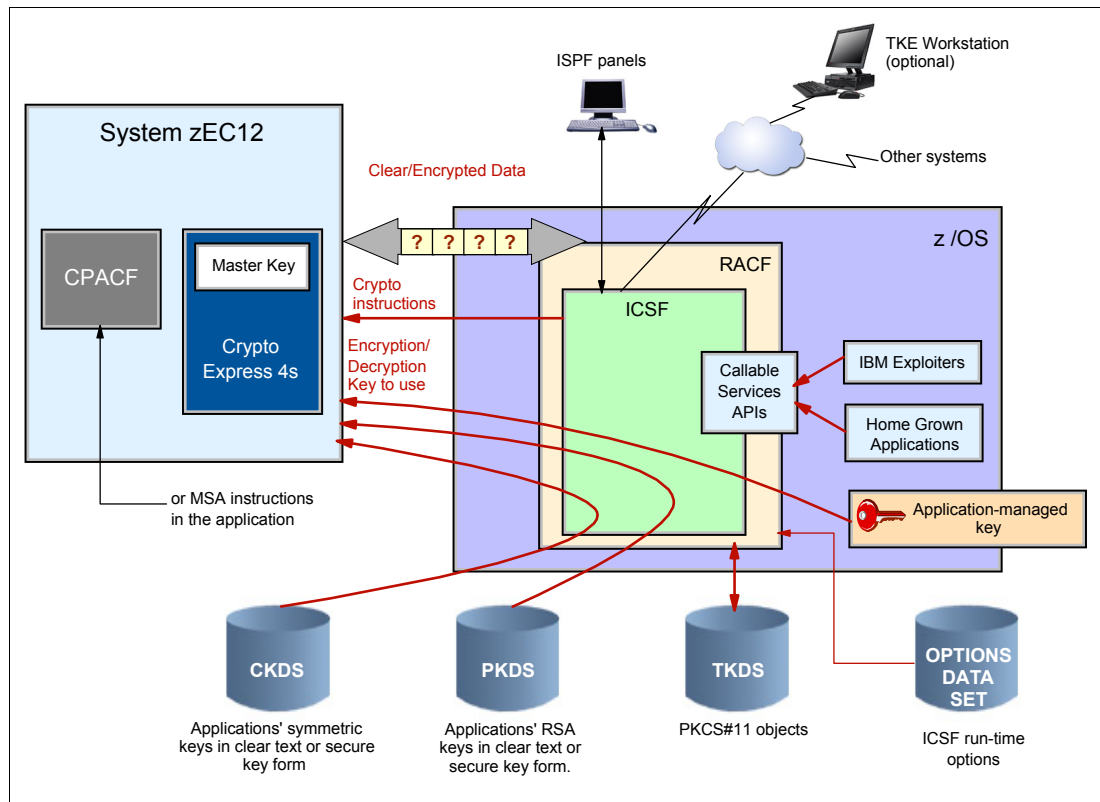 TKE Workstation
(optional)
ISPF panels
System zEC12
Other systems
Clear/Encrypted Data
? ? ? ?
z /OS
RACF
CPACF
Master Key
Crypto
Express 4s
Crypto
instructions
ICSF
Encryption/
Decryption
Key to use
Callable
Services
APIs
IBM Exploiters
Home Grown
Applications
or MSA instructions
in the application
Application-managed
key
CKDS
PKDS
TKDS
OPTIONS
DATA
SET
Applications' symmetric
keys in clear text or secure
key form
Applications' RSA
keys in clear text or
secure key form.
PKCS#11 objects
ICSF run-time
options